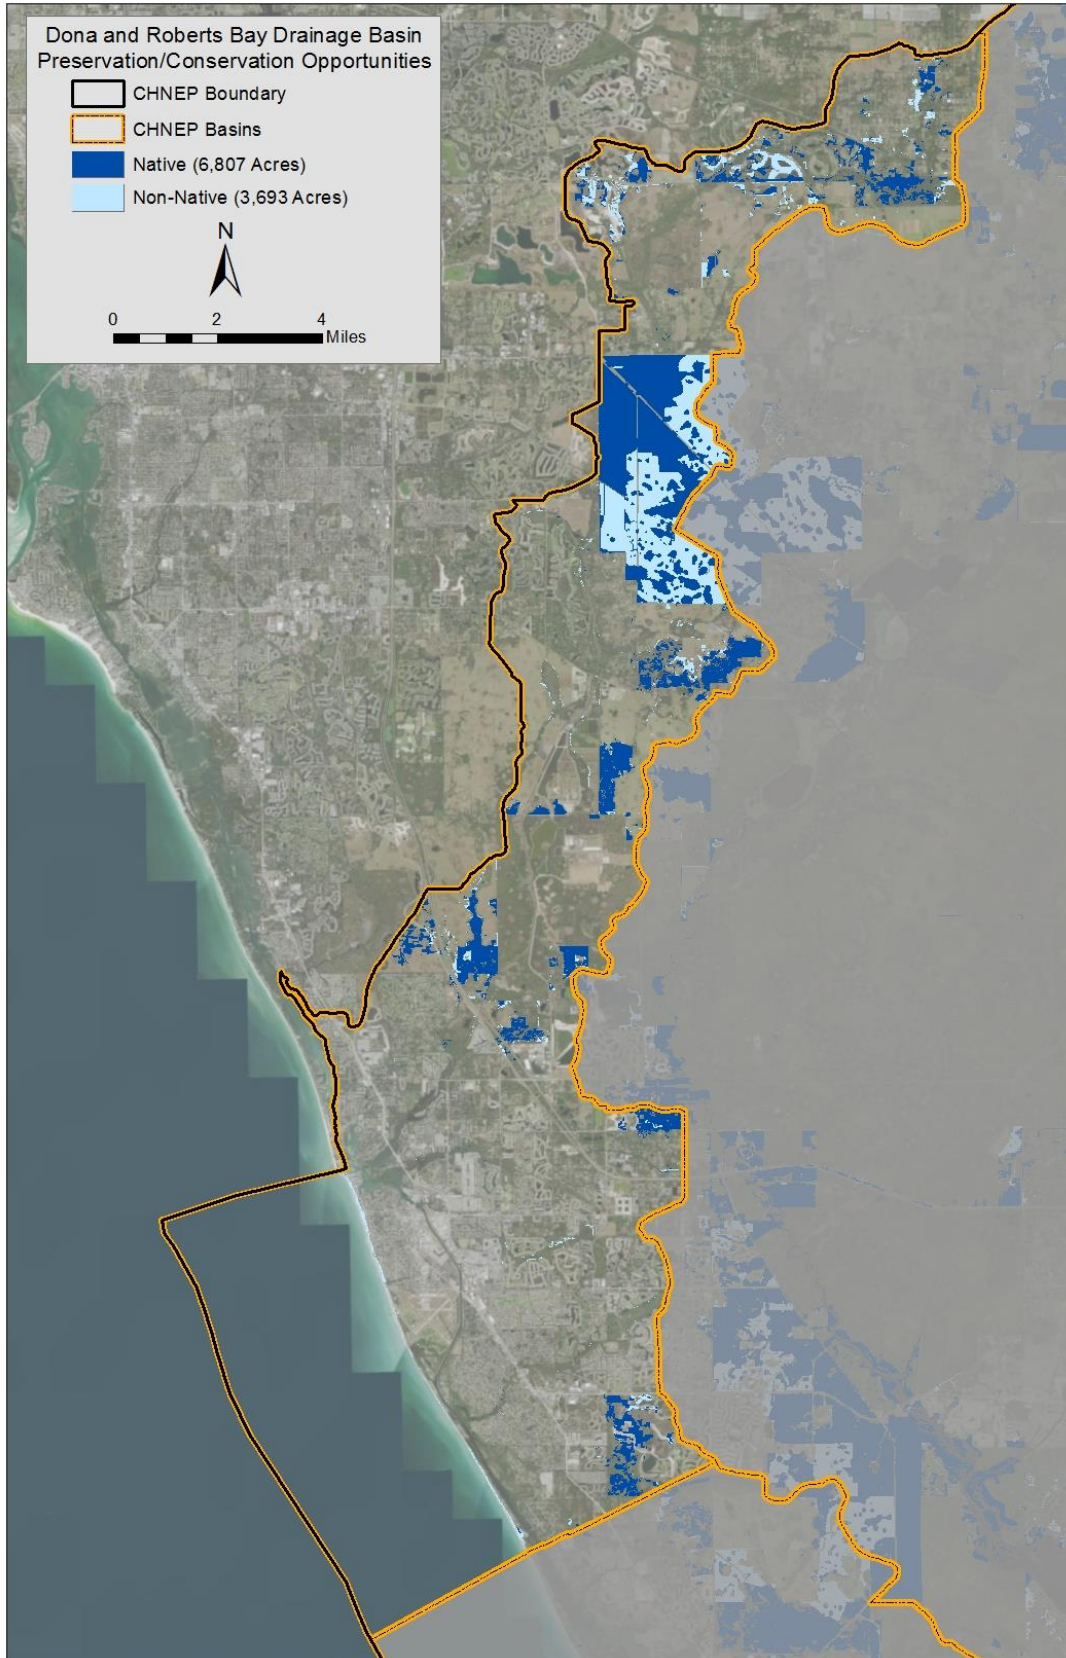 Dona and Roberts Bay Drainage Basin
Preservation/Conservation Opportunities
CHNEP Boundary
CHNEP Basins
Native (6,807 Acres)
Non-Native (3,693 Acres)
N
0 2 4
Miles